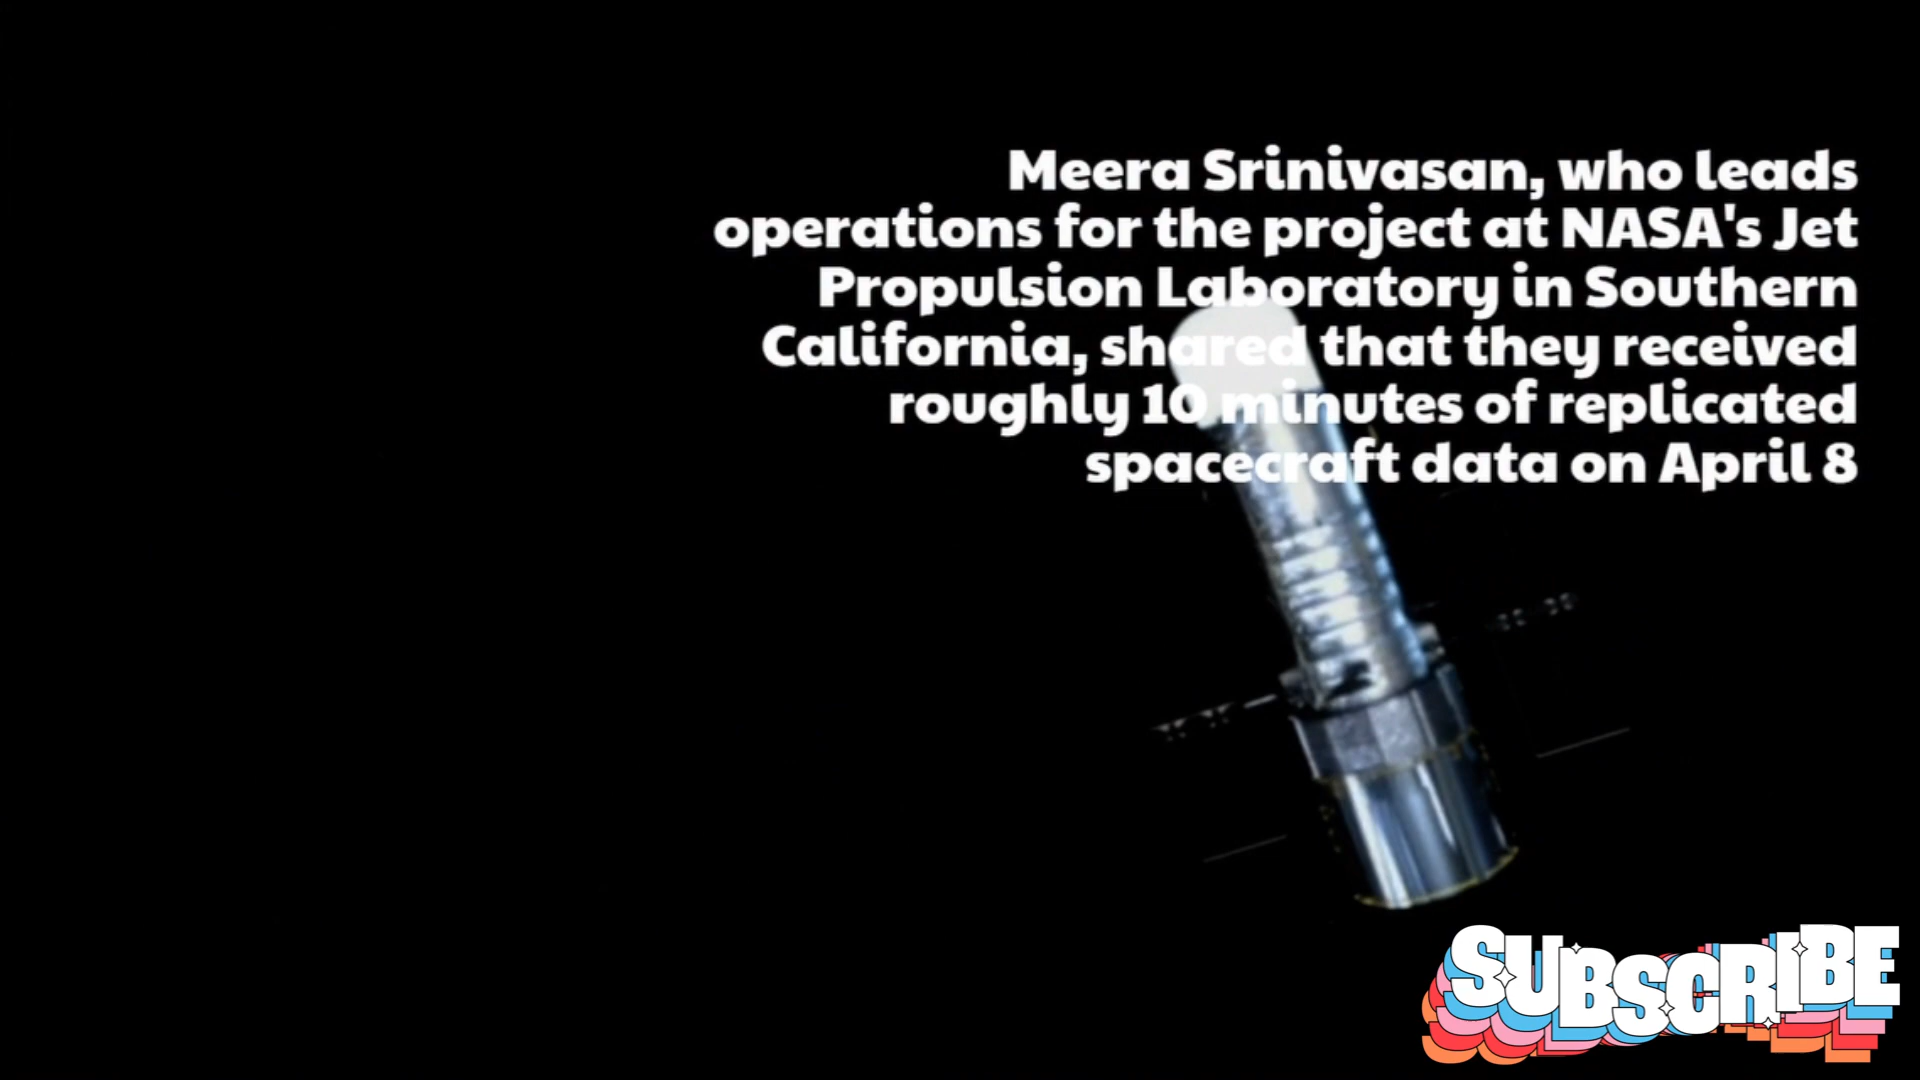 Meera Srinivasan, who leads
operations for the project at NASA's Jet
Propulsion Laboratory in Southern
California, shared that they received
roughly 10 minutes of replicated
spacecraft data on April 8
SUBSCRIBE